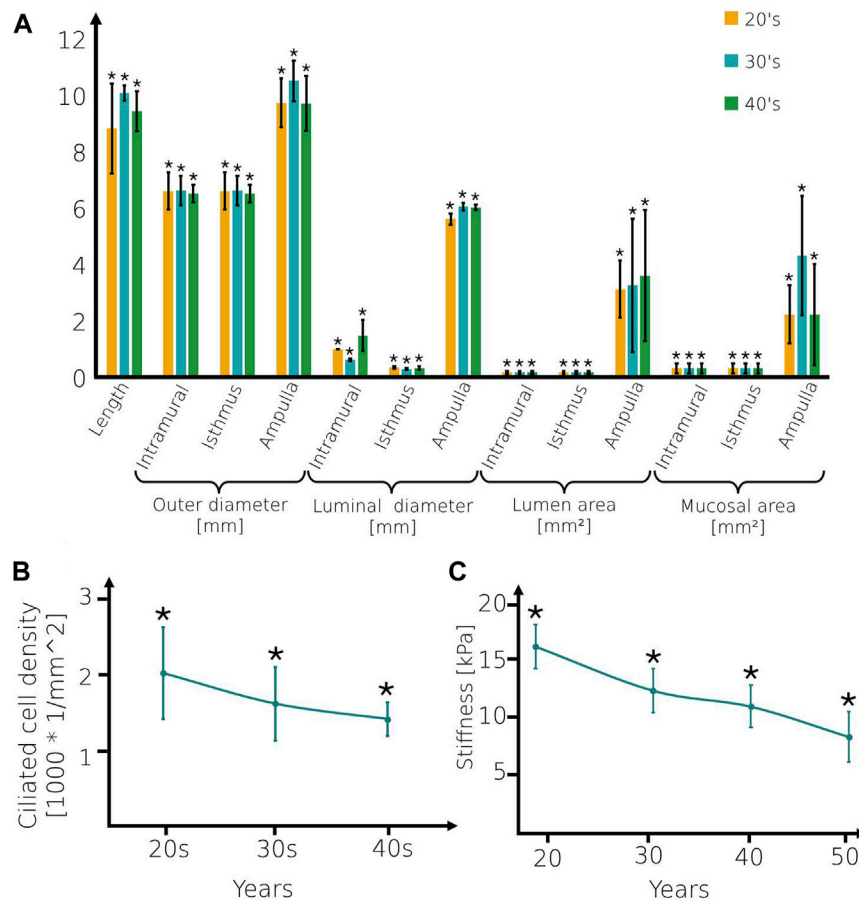 A
20's
30's
40's
12
10
8
6
4
2
0
* * *
* * *
* * *
* * *
* * *
* * *
* * *
* * *
* * *
* * *
* * *
* * *
* * *
Length
Intramural
Isthmus
Ampulla
Intramural
Isthmus
Ampulla
Intramural
Isthmus
Ampulla
Intramural
Isthmus
Ampulla
Outer diameter
[mm]
Luminal diameter
[mm]
Lumen area
[mm²]
Mucosal area
[mm²]
B
Ciliated cell density
[1000 * 1/mm^2]
3
2
1
* * *
20s 30s 40s
Years
C
Stiffness [kPa]
20
15
10
5
* * * *
20 30 40 50
Years